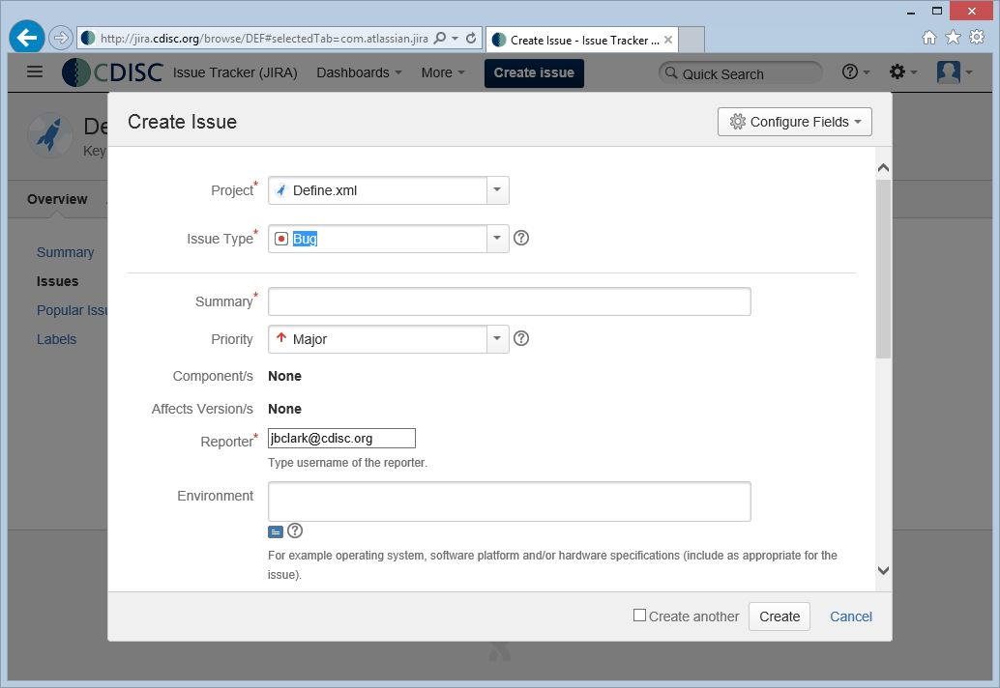 http://jira.cdisc.org/browse/DEF#selectedTab=com.atlassian.jira
Create Issue - Issue Tracker ...
CDISC Issue Tracker (JIRA) Dashboards More Create issue Quick Search
De
Key
Overview
Summary
Issues
Popular Issu
Labels
Create Issue
Configure Fields
Project* Define.xml
Issue Type* Bug
Summary*
Priority Major
Component/s None
Affects Version/s None
Reporter* jbclark@cdisc.org
Type username of the reporter.
Environment
For example operating system, software platform and/or hardware specifications (include as appropriate for the
issue).
Create another Create Cancel